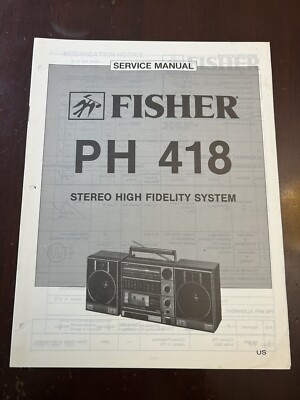 SERVICE MANUAL
FISHER
PH 418
STEREO HIGH FIDELITY SYSTEM
US